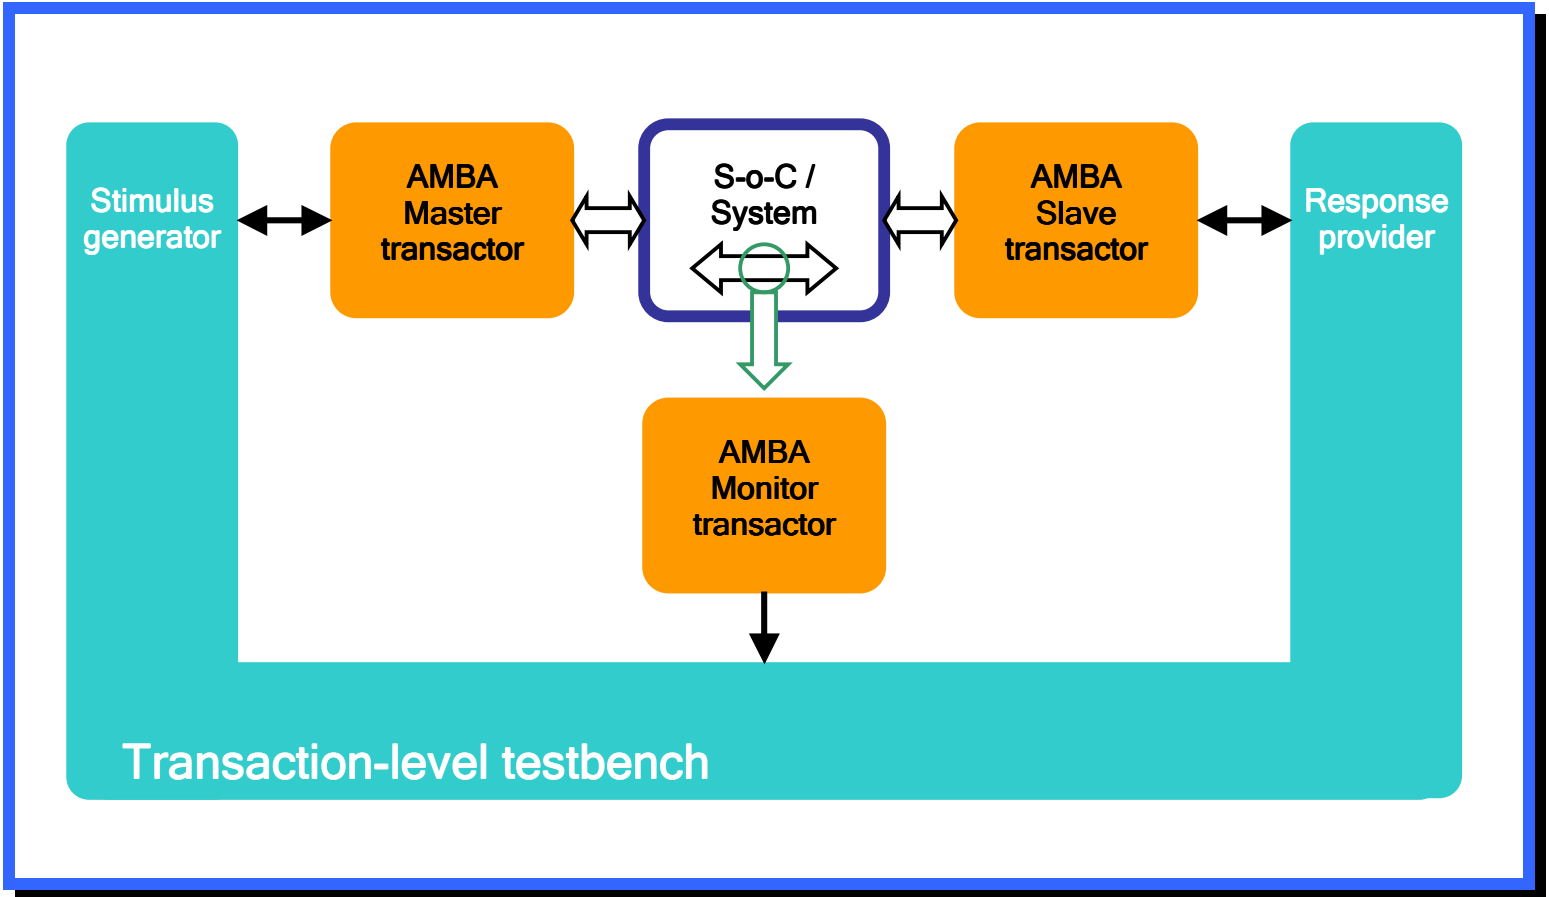 Stimulus
generator
AMBA
Master
transactor
S-o-C /
System
AMBA
Slave
transactor
Response
provider
AMBA
Monitor
transactor
Transaction-level testbench